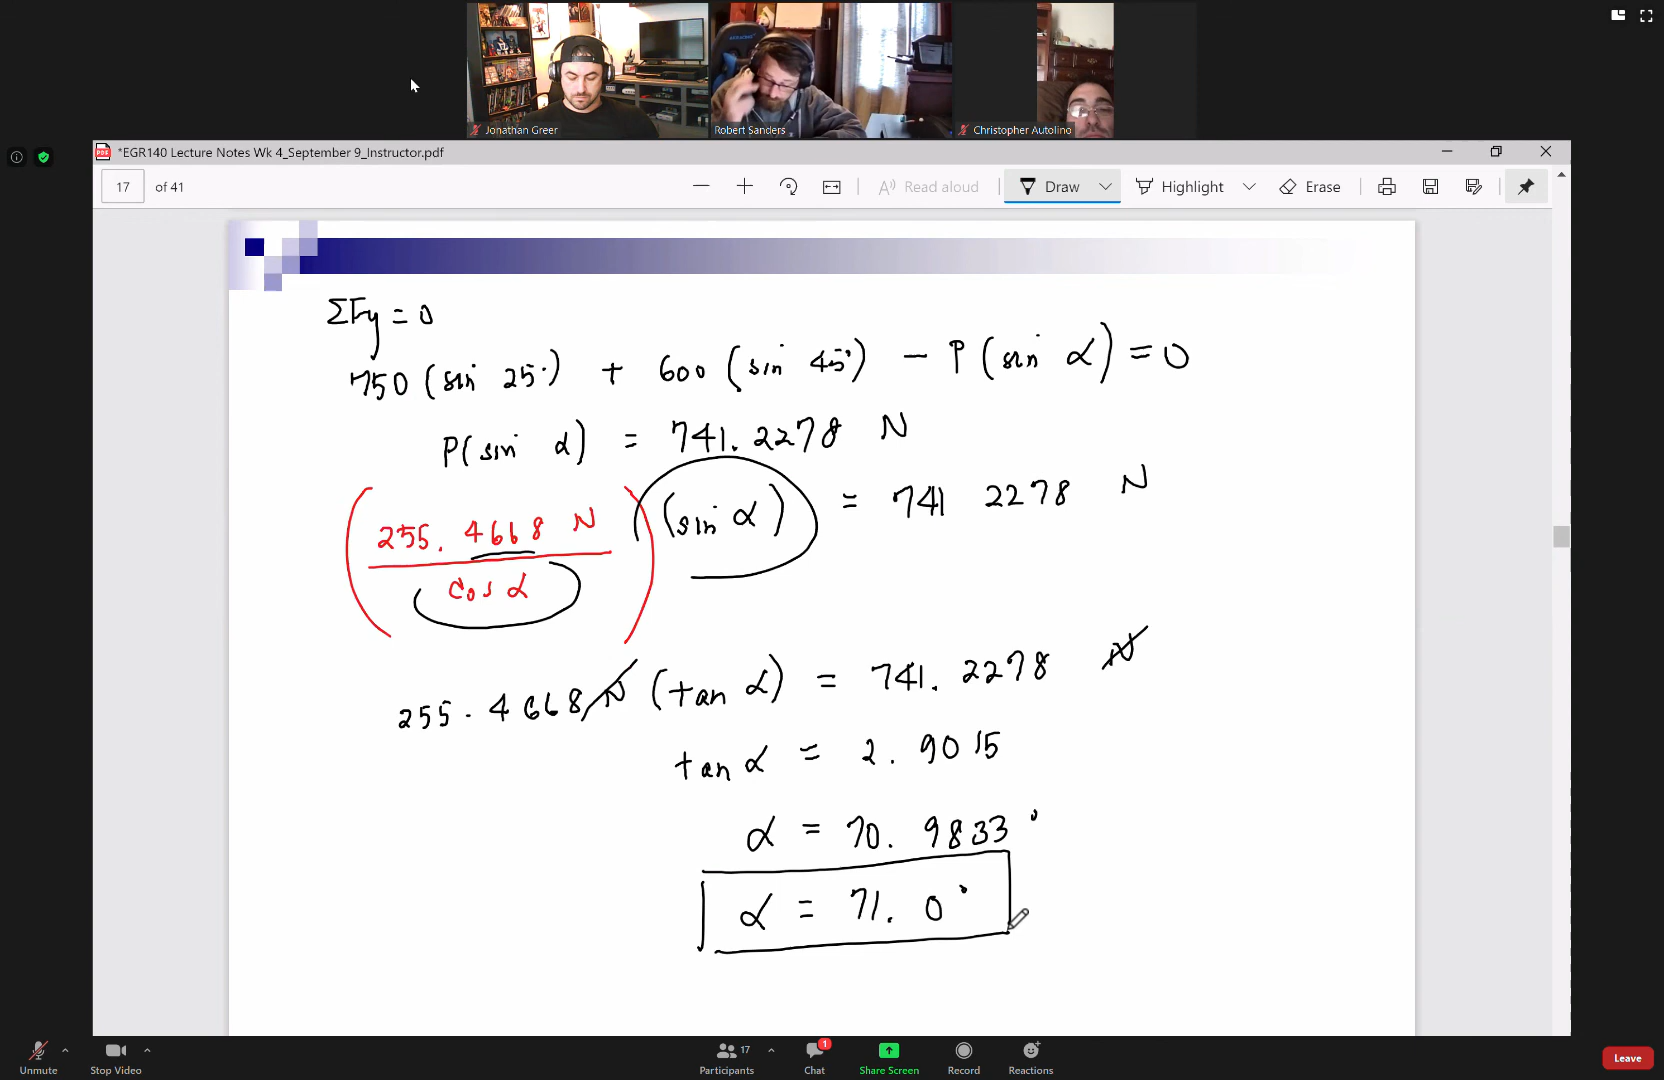 Jonathan Greer
Robert Sanders
Christopher Autolino
*EGR140 Lecture Notes Wk 4_September 9_Instructor.pdf
17 of 41
Read aloud
Draw
Highlight
Erase
ΣFy = 0
750 (sin 25°) + 600 (sin 45°) - P (sin α) = 0
P(sin α) = 741.2278 N
(255.4668 N / cos α) (sin α) = 741 2278 N
255.4668 N (tan α) = 741.2278 N
tan α = 2.9015
α = 70.9833°
α = 71.0°
Unmute
Stop Video
Participants
17
Chat
1
Share Screen
Record
Reactions
Leave